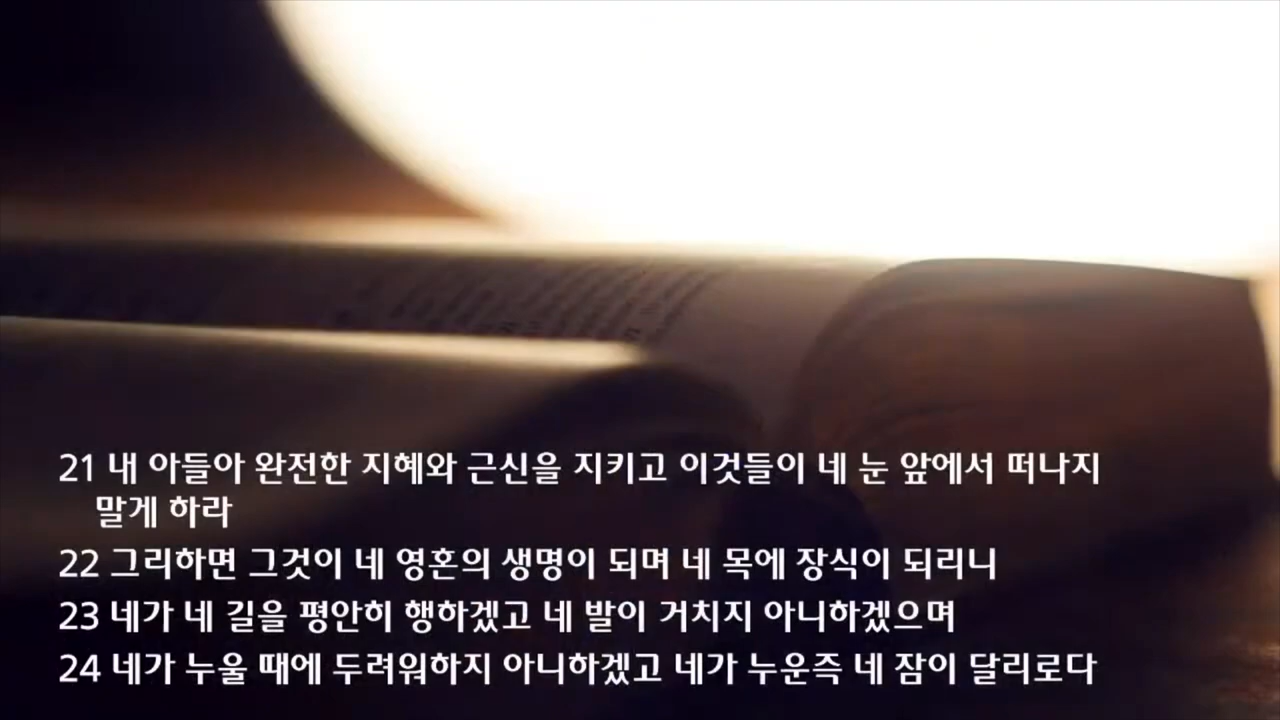 21 내 아들아 완전한 지혜와 근신을 지키고 이것들이 네 눈 앞에서 떠나지
말게 하라
22 그리하면 그것이 네 영혼의 생명이 되며 네 목에 장식이 되리니
23 네가 네 길을 평안히 행하겠고 네 발이 거치지 아니하겠으며
24 네가 누울 때에 두려워하지 아니하겠고 네가 누운즉 네 잠이 달리로다